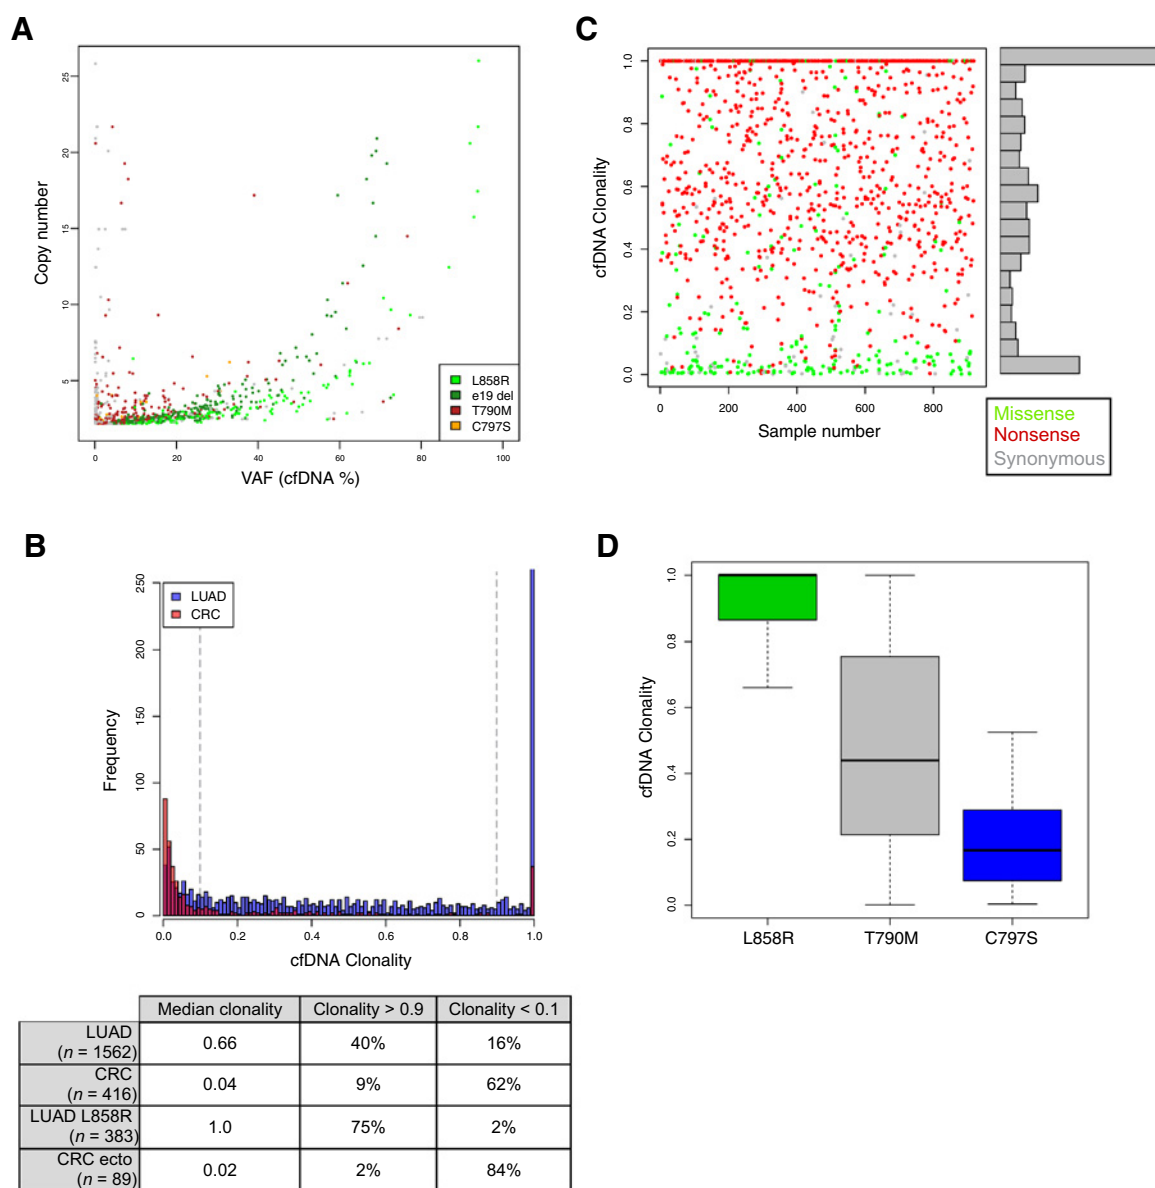 A
Copy number
25
20
15
10
5
0
20
40
60
80
100
VAF (cfDNA %)
L858R
e19 del
T790M
C797S
C
cfDNA Clonality
1.0
0.8
0.6
0.4
0.2
0.0
0
200
400
600
800
Sample number
Missense
Nonsense
Synonymous
B
Frequency
250
200
150
100
50
0
LUAD
CRC
0.0
0.2
0.4
0.6
0.8
1.0
cfDNA Clonality
Median clonality Clonality > 0.9 Clonality < 0.1
LUAD
(n = 1562) 0.66 40% 16%
CRC
(n = 416) 0.04 9% 62%
LUAD L858R
(n = 383) 1.0 75% 2%
CRC ecto
(n = 89) 0.02 2% 84%
D
cfDNA Clonality
1.0
0.8
0.6
0.4
0.2
0.0
L858R
T790M
C797S